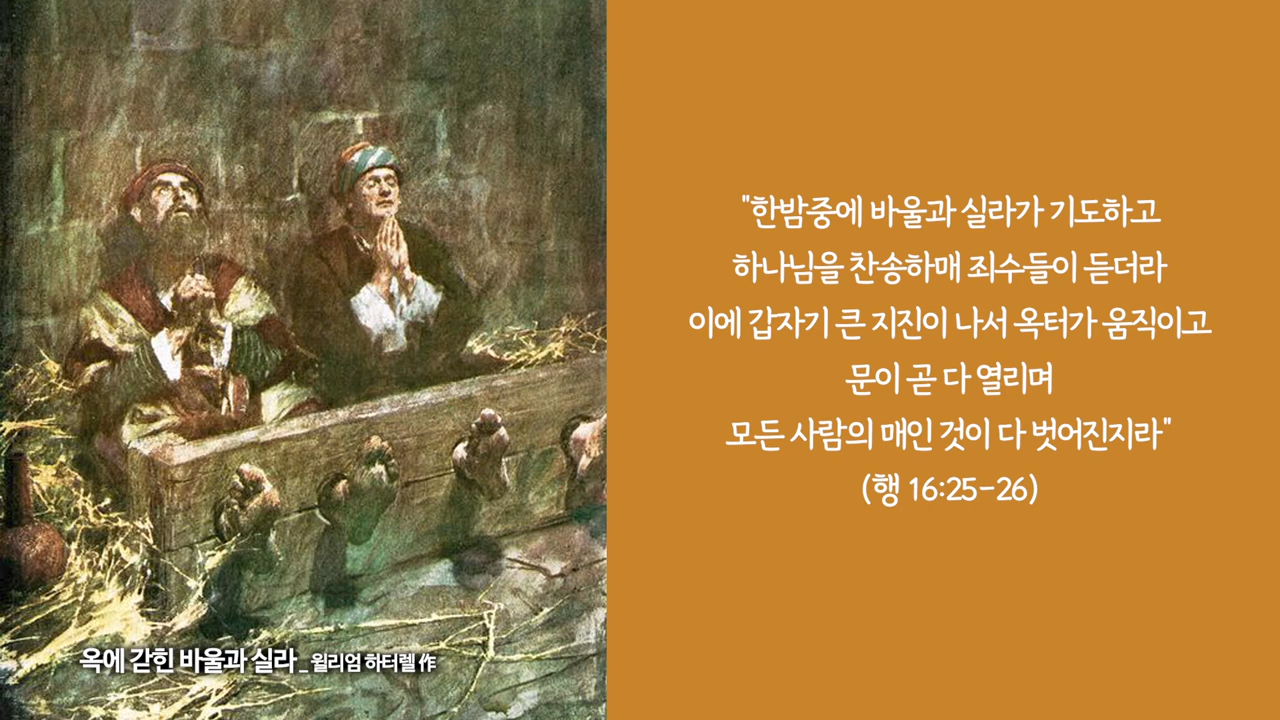 "한밤중에 바울과 실라가 기도하고
하나님을 찬송하매 죄수들이 듣더라
이에 갑자기 큰 지진이 나서 옥터가 움직이고
문이 곧 다 열리며
모든 사람의 매인 것이 다 벗어진지라"
(행 16:25-26)
옥에 갇힌 바울과 실라 _ 윌리엄 하터렐 作